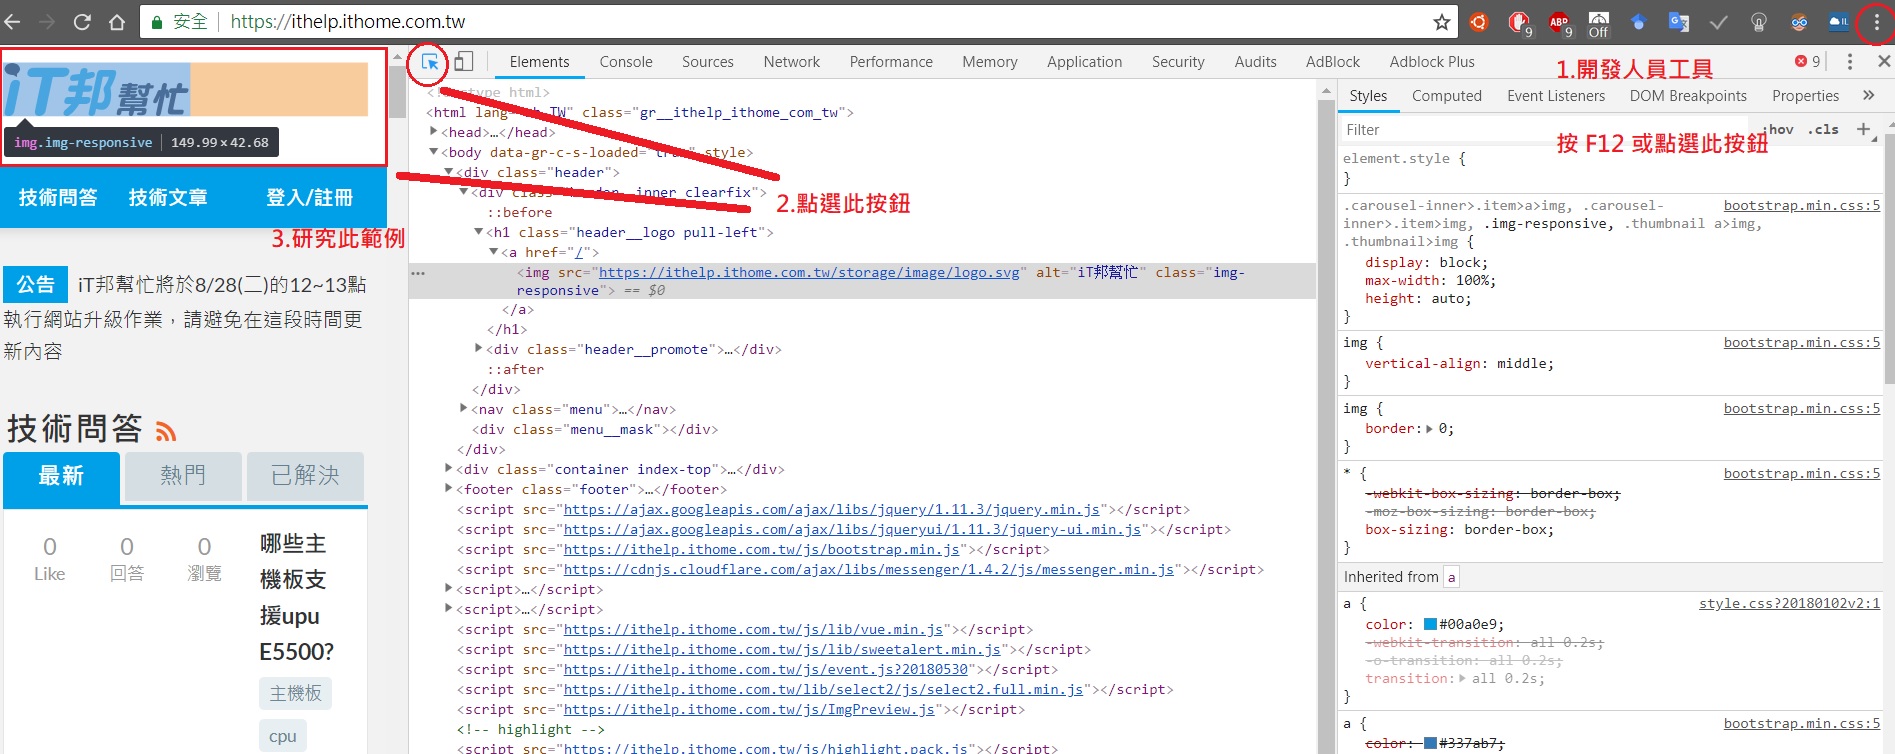 安全 https://ithelp.ithome.com.tw
9
9
Off
IL
iT邦幫忙
img.img-responsive 149.99 × 42.68
技術問答 技術文章 登入/註冊
3.研究此範例
公告 iT邦幫忙將於8/28(二)的12~13點
執行網站升級作業，請避免在這段時間更
新內容
技術問答
最新 熱門 已解決
0 0 0
Like 回答 瀏覽
哪些主
機板支
援upu
E5500?
主機板
cpu
Elements Console Sources Network Performance Memory Application Security Audits AdBlock Adblock Plus
9
1.開發人員工具
按 F12 或點選此按鈕
2.點選此按鈕
<!doctype html>
<html lang="zh-TW" class="gr__ithelp_ithome_com_tw">
<head>…</head>
<body data-gr-c-s-loaded="true" style>
<div class="header">
<div class="header__inner clearfix">
::before
<h1 class="header__logo pull-left">
<a href="/">
<img src="https://ithelp.ithome.com.tw/storage/image/logo.svg" alt="iT邦幫忙" class="img-
responsive"> == $0
</a>
</h1>
<div class="header__promote">…</div>
::after
</div>
<nav class="menu">…</nav>
<div class="menu__mask"></div>
</div>
<div class="container index-top">…</div>
<footer class="footer">…</footer>
<script src="https://ajax.googleapis.com/ajax/libs/jquery/1.11.3/jquery.min.js"></script>
<script src="https://ajax.googleapis.com/ajax/libs/jqueryui/1.11.3/jquery-ui.min.js"></script>
<script src="https://ithelp.ithome.com.tw/js/bootstrap.min.js"></script>
<script src="https://cdnjs.cloudflare.com/ajax/libs/messenger/1.4.2/js/messenger.min.js"></script>
<script>…</script>
<script>…</script>
<script src="https://ithelp.ithome.com.tw/js/lib/vue.min.js"></script>
<script src="https://ithelp.ithome.com.tw/js/lib/sweetalert.min.js"></script>
<script src="https://ithelp.ithome.com.tw/js/event.js?20180530"></script>
<script src="https://ithelp.ithome.com.tw/lib/select2/js/select2.full.min.js"></script>
<script src="https://ithelp.ithome.com.tw/js/ImgPreview.js"></script>
<!-- highlight -->
<script src="https://ithelp.ithome.com.tw/js/highlight.pack.js"></script>
Styles Computed Event Listeners DOM Breakpoints Properties »
Filter :hov .cls +
element.style {
}
.carousel-inner>.item>a>img, .carousel- bootstrap.min.css:5
inner>.item>img, .img-responsive, .thumbnail a>img,
.thumbnail>img {
display: block;
max-width: 100%;
height: auto;
}
img { bootstrap.min.css:5
vertical-align: middle;
}
img { bootstrap.min.css:5
border: 0;
}
* { bootstrap.min.css:5
-webkit-box-sizing: border-box;
-moz-box-sizing: border-box;
box-sizing: border-box;
}
Inherited from a
a { style.css?20180102v2:1
color: #00a0e9;
-webkit-transition: all 0.2s;
-o-transition: all 0.2s;
transition: all 0.2s;
}
a { bootstrap.min.css:5
color: #337ab7;